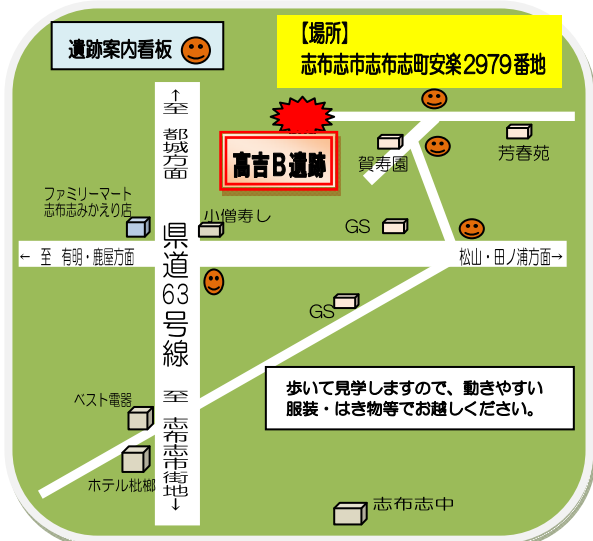 遺跡案内看板
【場所】
志布志市志布志町安楽2979番地
←至 都城方面
高吉B遺跡
賀寿園
芳春苑
ファミリーマート
志布志みかえり店
小僧寿し
GS
← 至 有明・鹿屋方面
県道63号線
松山・田ノ浦方面→
GS
歩いて見学しますので、動きやすい
服装・はき物等でお越しください。
ベスト電器
至 志布志市街地→
ホテル枇榔
志布志中